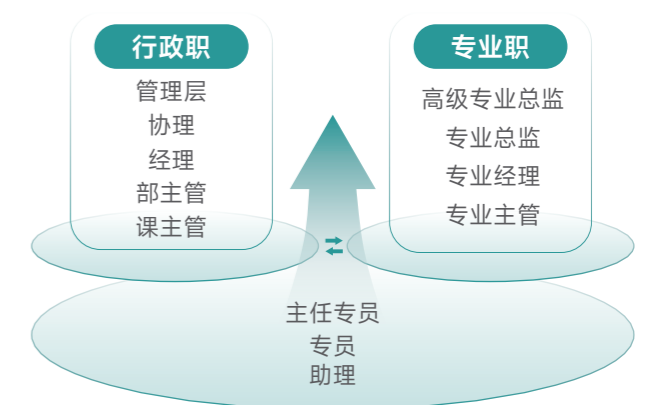 行政职
管理层
协理
经理
部主管
课主管
专业职
高级专业总监
专业总监
专业经理
专业主管
主任专员
专员
助理